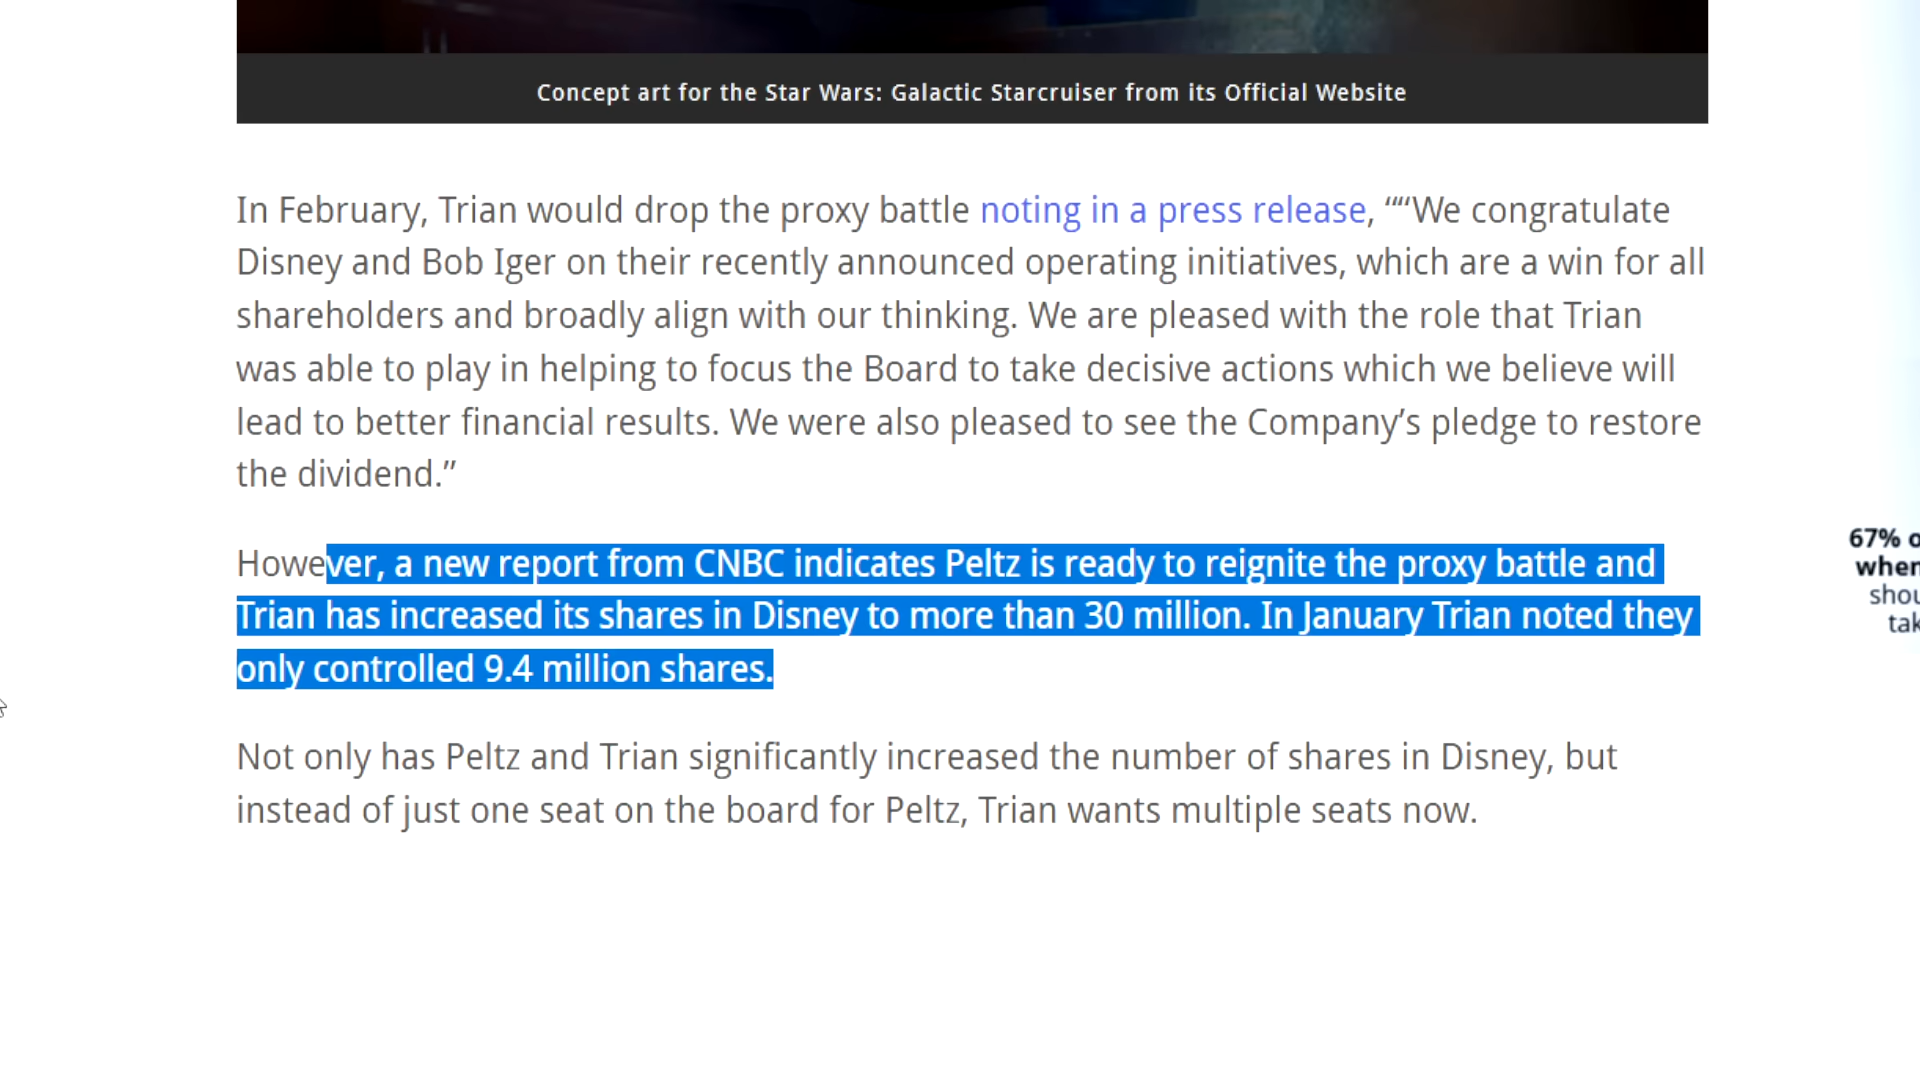 Concept art for the Star Wars: Galactic Starcruiser from its Official Website
In February, Trian would drop the proxy battle noting in a press release, ““‘We congratulate
Disney and Bob Iger on their recently announced operating initiatives, which are a win for all
shareholders and broadly align with our thinking. We are pleased with the role that Trian
was able to play in helping to focus the Board to take decisive actions which we believe will
lead to better financial results. We were also pleased to see the Company’s pledge to restore
the dividend.”
However, a new report from CNBC indicates Peltz is ready to reignite the proxy battle and
Trian has increased its shares in Disney to more than 30 million. In January Trian noted they
only controlled 9.4 million shares.
Not only has Peltz and Trian significantly increased the number of shares in Disney, but
instead of just one seat on the board for Peltz, Trian wants multiple seats now.
67%